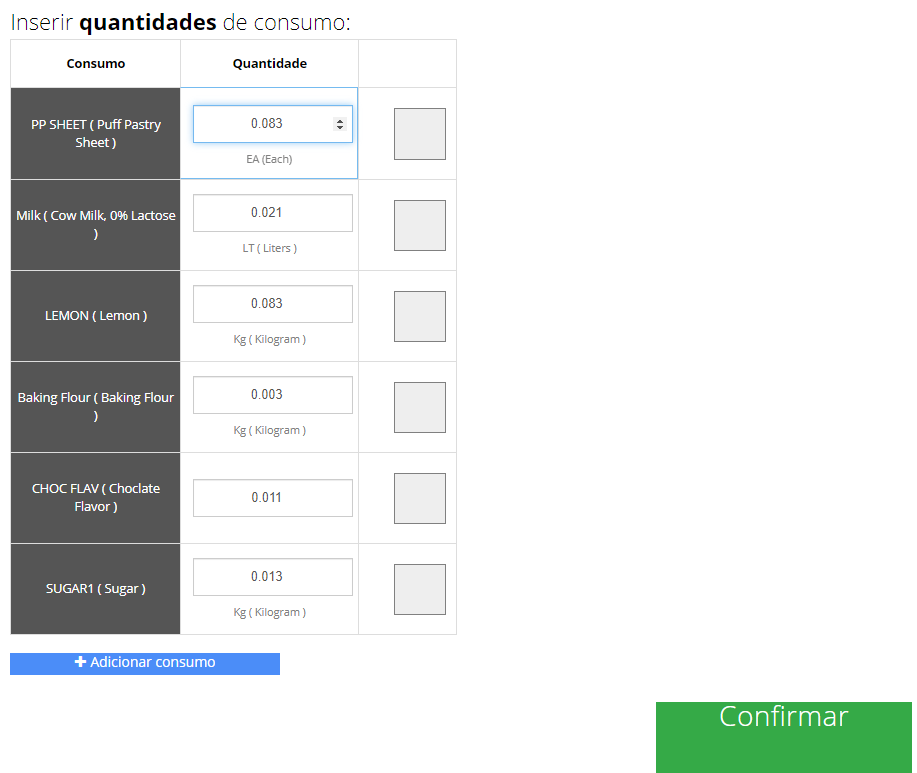 Inserir quantidades de consumo:
Consumo Quantidade
PP SHEET ( Puff Pastry
Sheet )
0.083
EA (Each)
Milk ( Cow Milk, 0% Lactose
)
0.021
LT ( Liters )
LEMON ( Lemon )
0.083
Kg ( Kilogram )
Baking Flour ( Baking Flour
)
0.003
Kg ( Kilogram )
CHOC FLAV ( Choclate
Flavor )
0.011
SUGAR1 ( Sugar )
0.013
Kg ( Kilogram )
+ Adicionar consumo
Confirmar